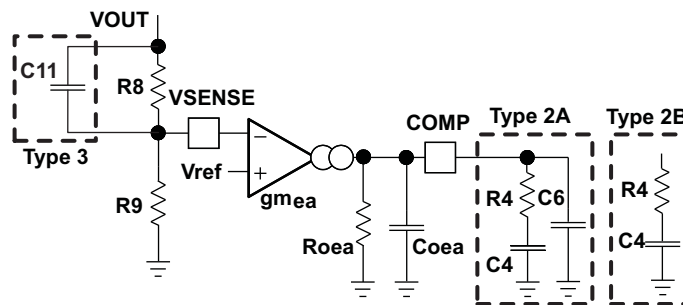 VOUT
C11
R8
VSENSE
Type 2A
Type 2B
COMP
Type 3
Vref
gmea
R9
R4
C6
R4
Roea
Coea
C4
C4